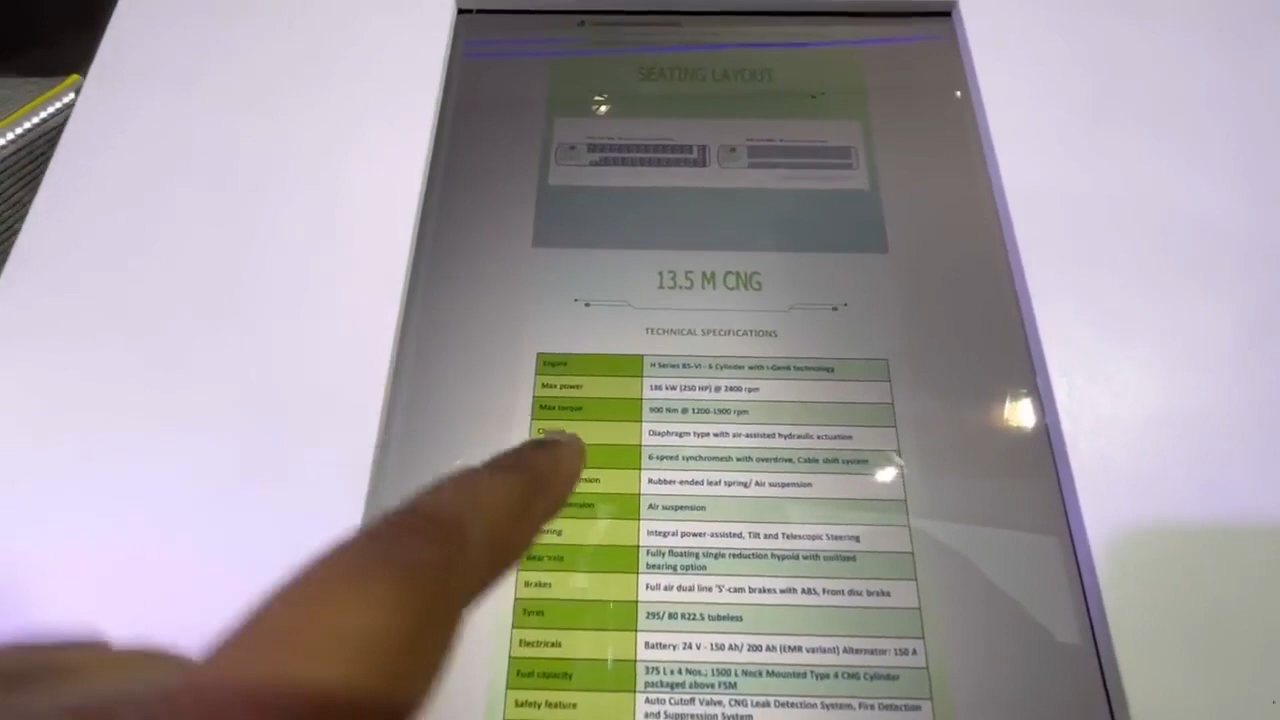 SEATING LAYOUT
13.5 M CNG
TECHNICAL SPECIFICATIONS
Engine H Series BS-VI - 6 Cylinder with i-Gen6 technology
Max power 186 kW (250 HP) @ 2400 rpm
Max torque 900 Nm @ 1200-1900 rpm
Diaphragm type with air-assisted hydraulic actuation
6-speed synchromesh with overdrive, Cable shift system
nsion Rubber-ended leaf spring/ Air suspension
ension Air suspension
ering Integral power-assisted, Tilt and Telescopic Steering
Rear axle Fully floating single reduction hypoid with unitized
bearing option
Brakes Full air dual line 'S'-cam brakes with ABS, Front disc brake
Tyres 295/ 80 R22.5 tubeless
Electricals Battery: 24 V - 150 Ah/ 200 Ah (EMR variant) Alternator: 150 A
Fuel capacity 375 L x 4 Nos.; 1500 L Neck Mounted Type 4 CNG Cylinder
packaged above FSM
Safety feature Auto Cutoff Valve, CNG Leak Detection System, Fire Detection
and Suppression System